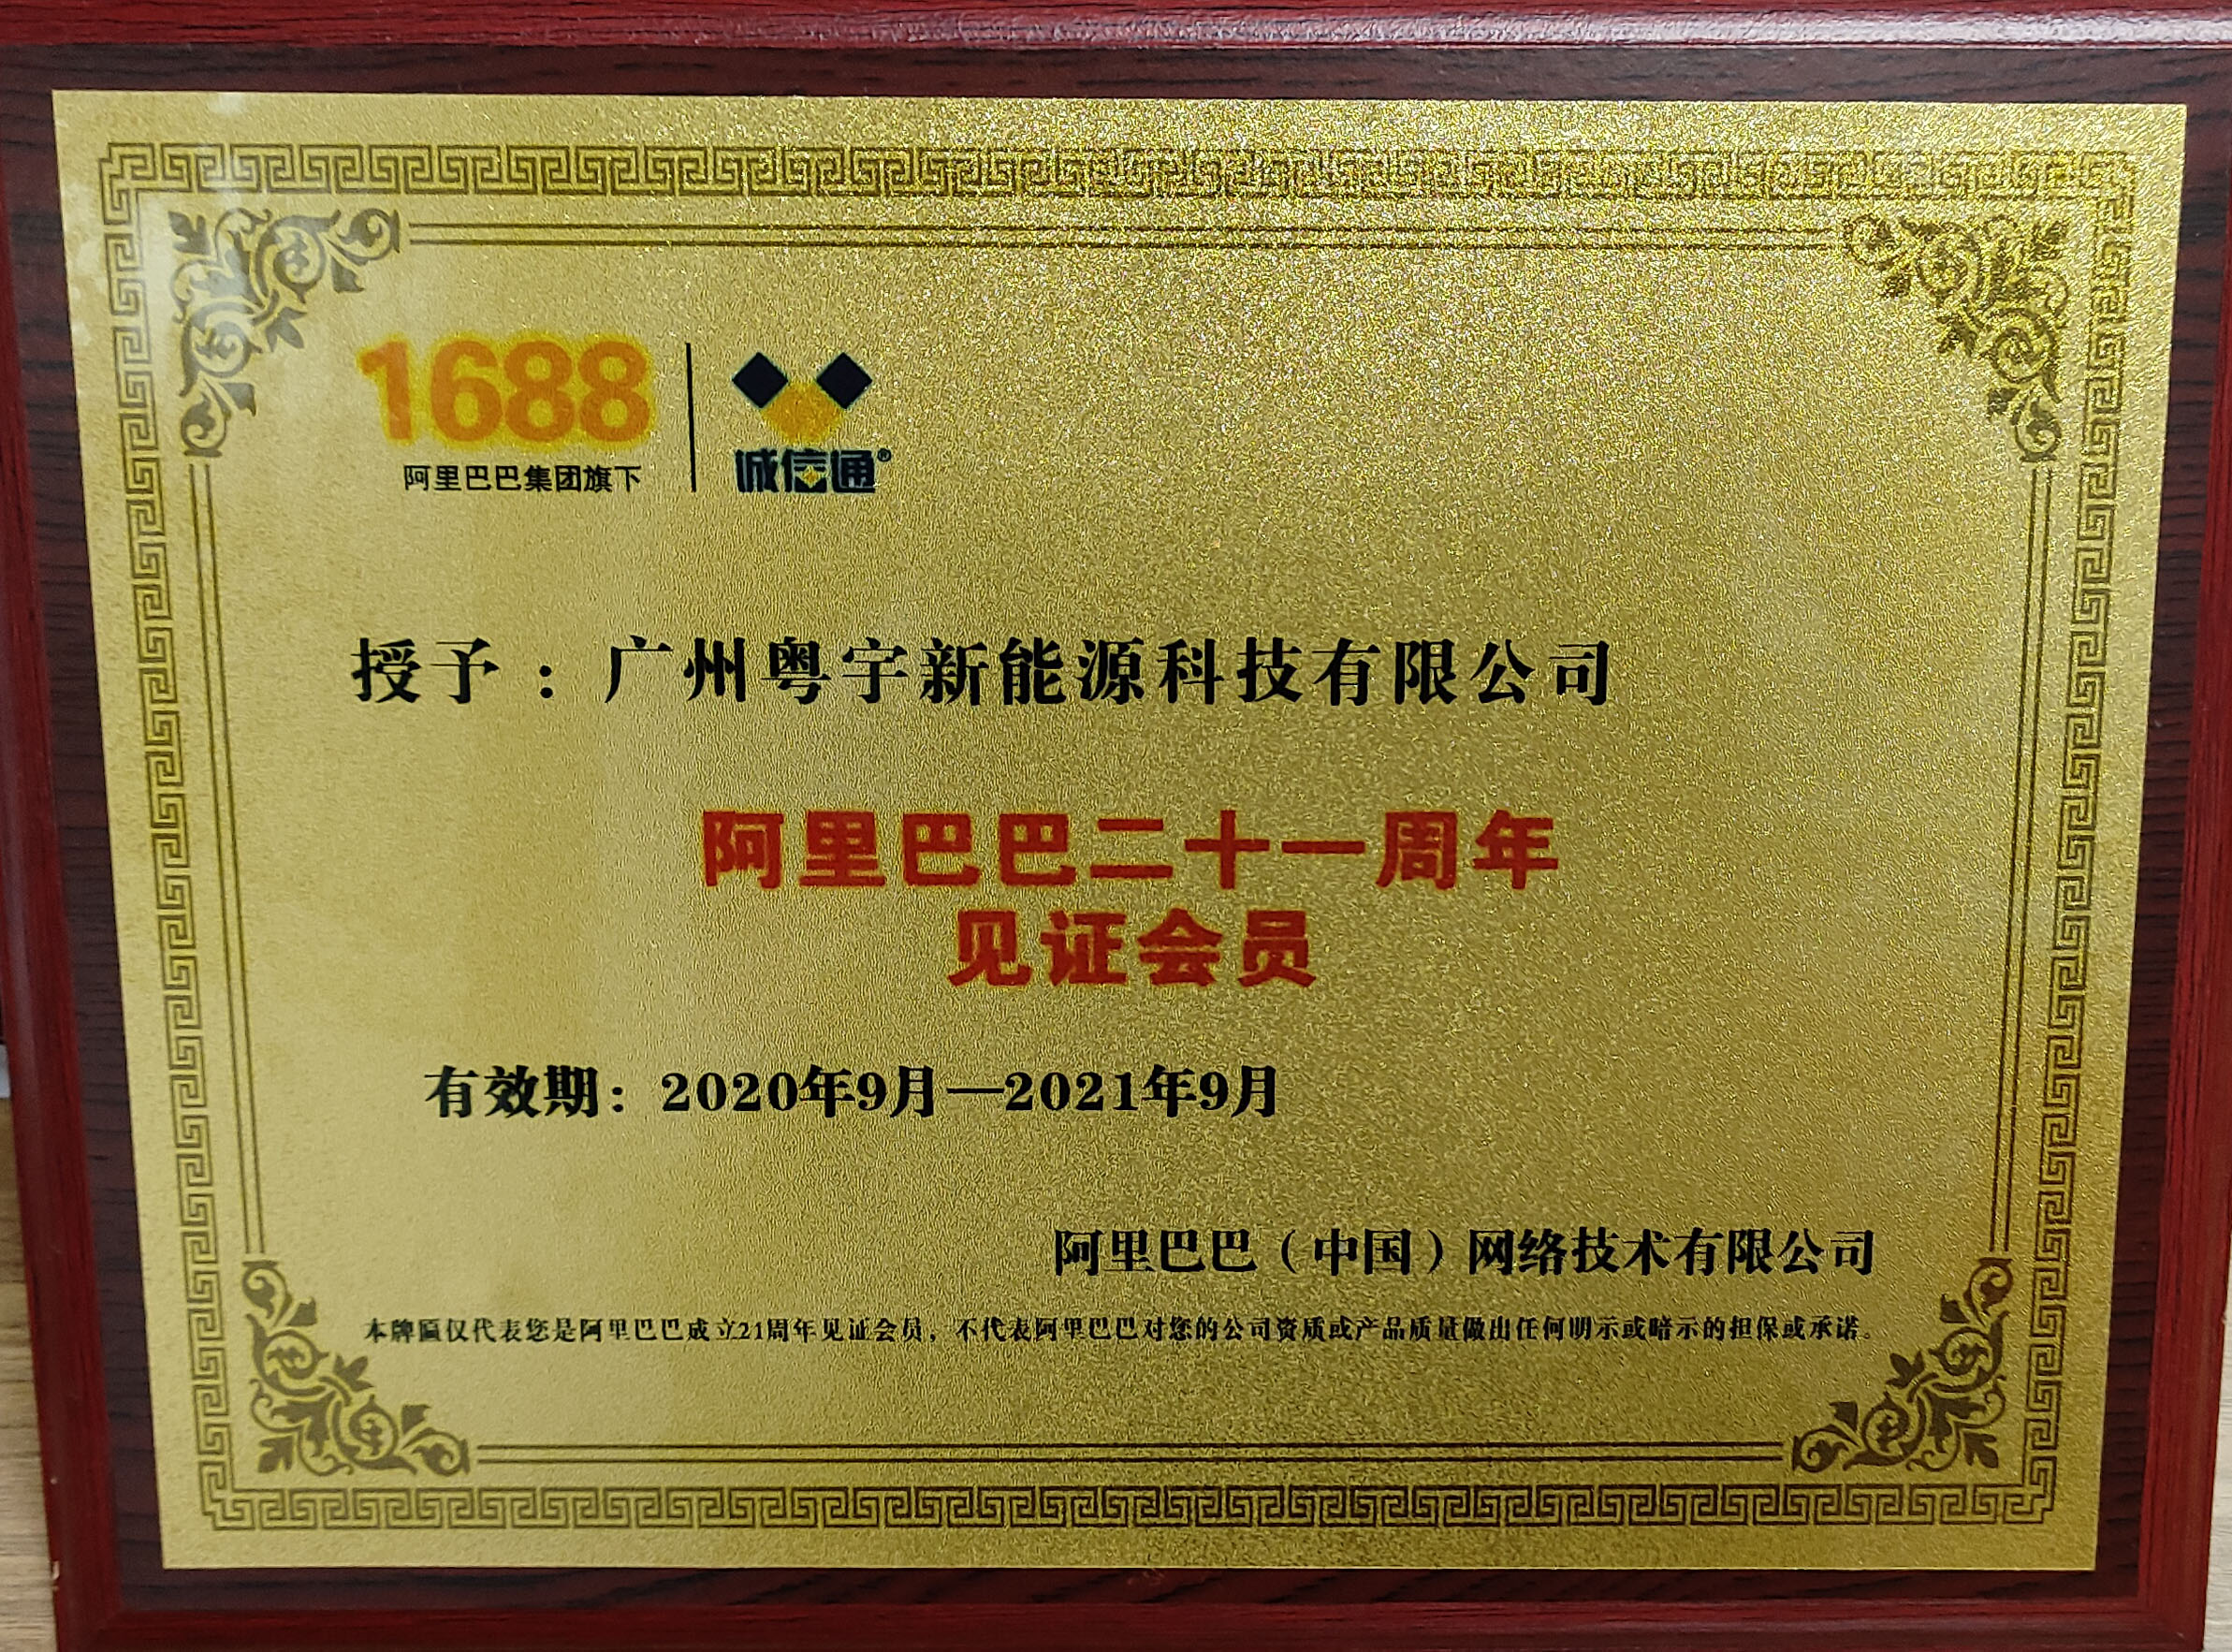 1688
阿里巴巴集团旗下
诚信通®
授予：广州粤宇新能源科技有限公司
阿里巴巴二十一周年
见证会员
有效期：2020年9月—2021年9月
阿里巴巴（中国）网络技术有限公司
本牌匾仅代表您是阿里巴巴成立21周年见证会员，不代表阿里巴巴对您的公司资质或产品质量做出任何明示或暗示的担保或承诺。